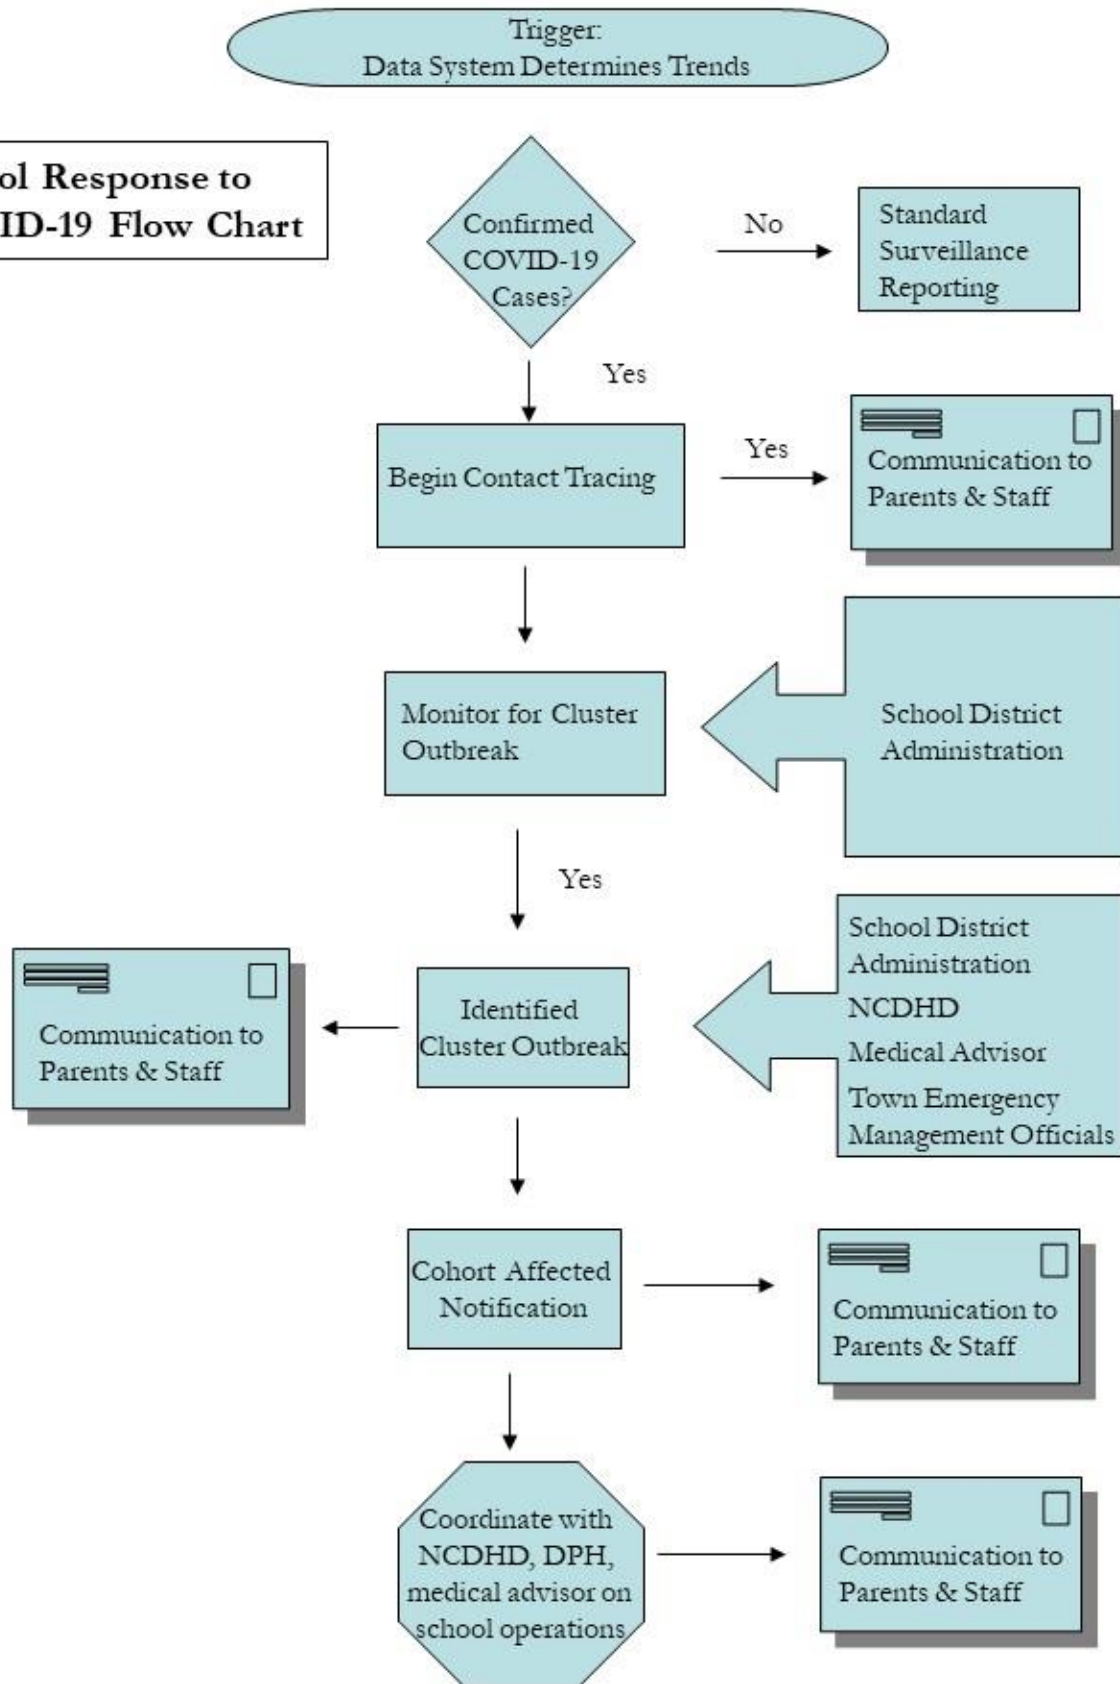 Trigger:
Data System Determines Trends
ol Response to
ID-19 Flow Chart
Confirmed
COVID-19
Cases?
No
Standard
Surveillance
Reporting
Yes
Begin Contact Tracing
Yes
Communication to
Parents & Staff
Monitor for Cluster
Outbreak
School District
Administration
Yes
School District
Administration
NCDHD
Medical Advisor
Town Emergency
Management Officials
Identified
Cluster Outbreak
Communication to
Parents & Staff
Cohort Affected
Notification
Communication to
Parents & Staff
Coordinate with
NCDHD, DPH,
medical advisor on
school operations
Communication to
Parents & Staff